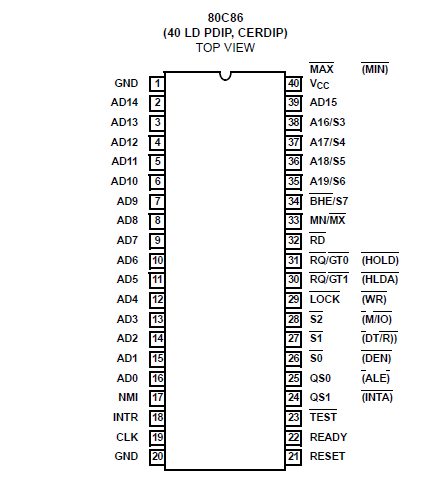 80C86
(40 LD PDIP, CERDIP)
TOP VIEW
MAX (MIN)
GND 1 40 VCC
AD14 2 39 AD15
AD13 3 38 A16/S3
AD12 4 37 A17/S4
AD11 5 36 A18/S5
AD10 6 35 A19/S6
AD9 7 34 BHE/S7
AD8 8 33 MN/MX
AD7 9 32 RD
AD6 10 31 RQ/GT0 (HOLD)
AD5 11 30 RQ/GT1 (HLDA)
AD4 12 29 LOCK (WR)
AD3 13 28 S2 (M/IO)
AD2 14 27 S1 (DT/R))
AD1 15 26 S0 (DEN)
AD0 16 25 QS0 (ALE)
NMI 17 24 QS1 (INTA)
INTR 18 23 TEST
CLK 19 22 READY
GND 20 21 RESET